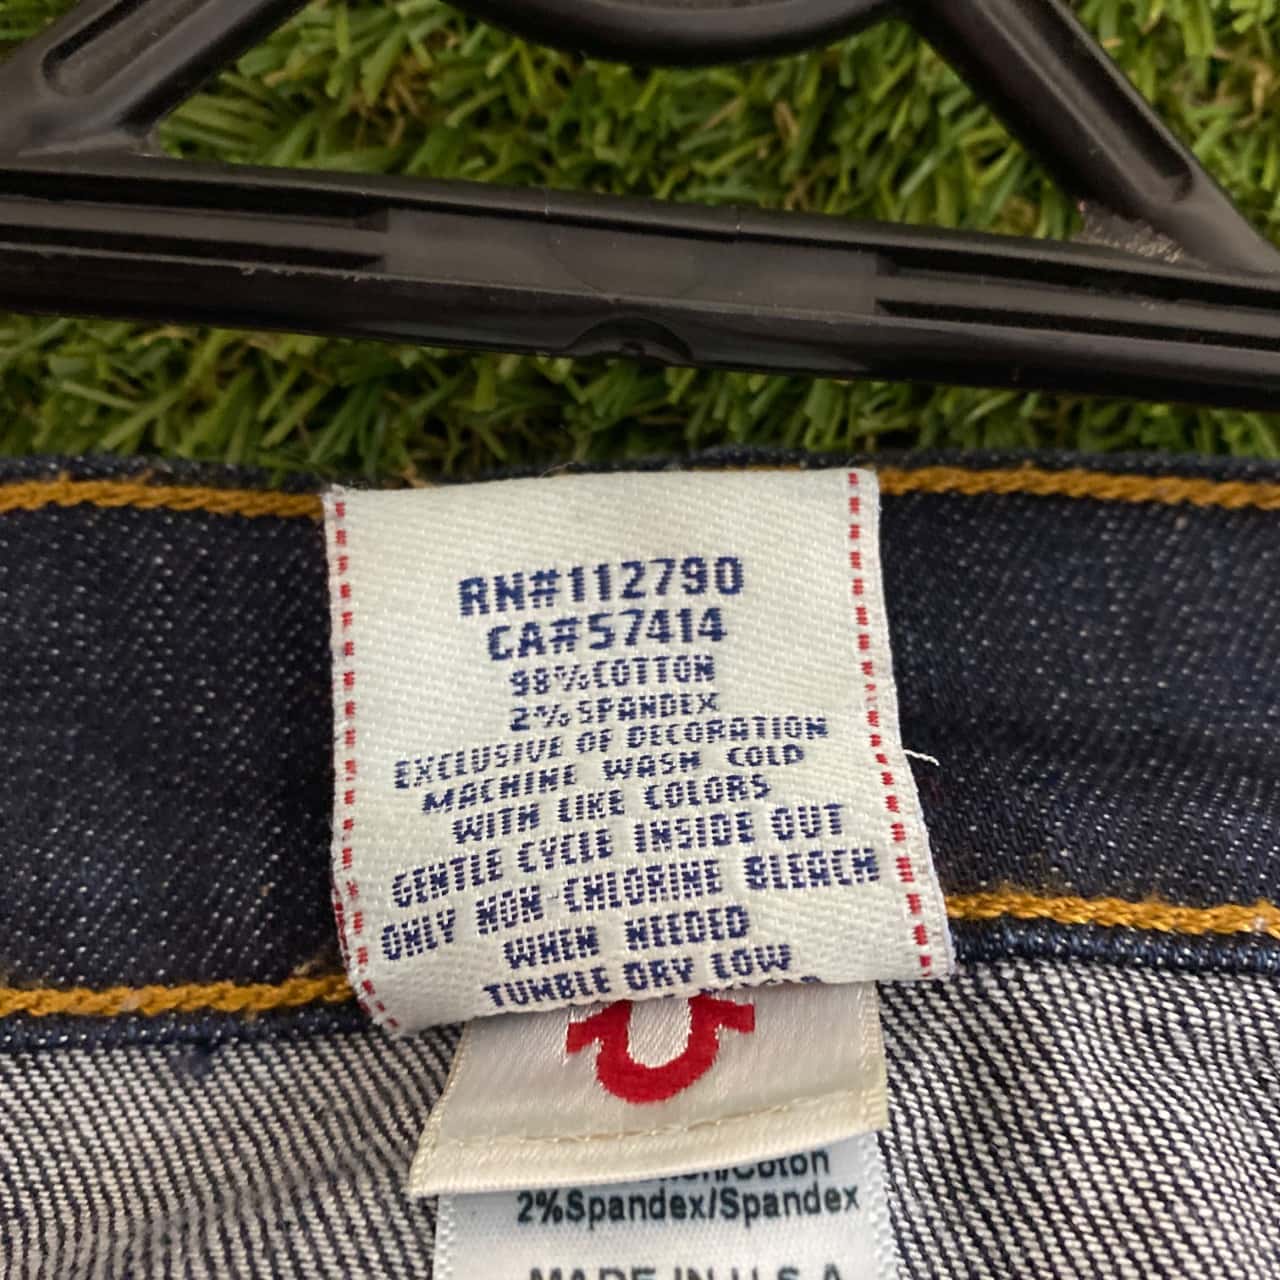 RN#112790
CA#57414
98%COTTON
2%SPANDEX
EXCLUSIVE OF DECORATION
MACHINE WASH COLD
WITH LIKE COLORS
GENTLE CYCLE INSIDE OUT
ONLY NON-CHLORINE BLEACH
WHEN NEEDED
TUMBLE DRY LOW
2%Spandex/Spandex
MADE IN U.S.A